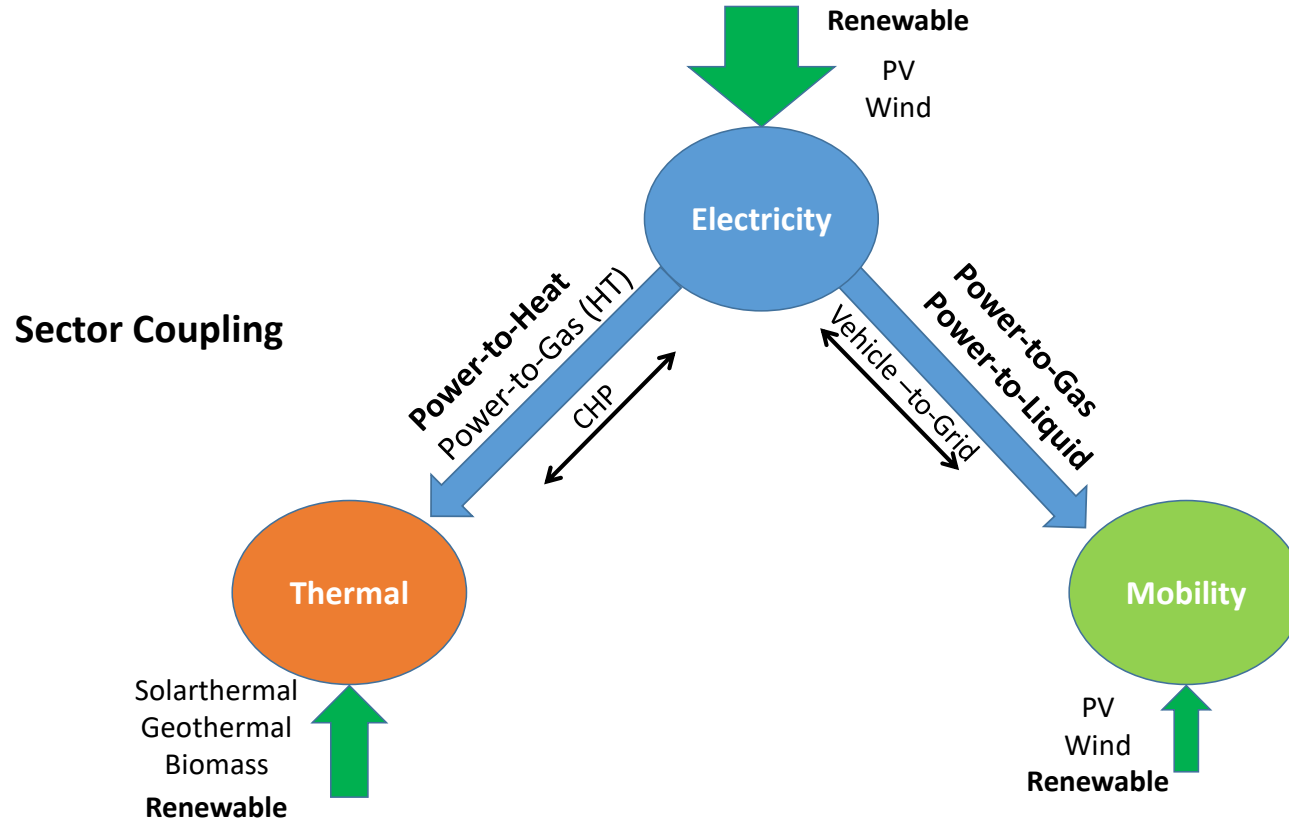 Renewable
PV
Wind
Electricity
Sector Coupling
Power-to-Heat
Power-to-Gas (HT)
CHP
Vehicle –to-Grid
Power-to-Gas
Power-to-Liquid
Thermal
Mobility
Solarthermal
Geothermal
Biomass
Renewable
PV
Wind
Renewable